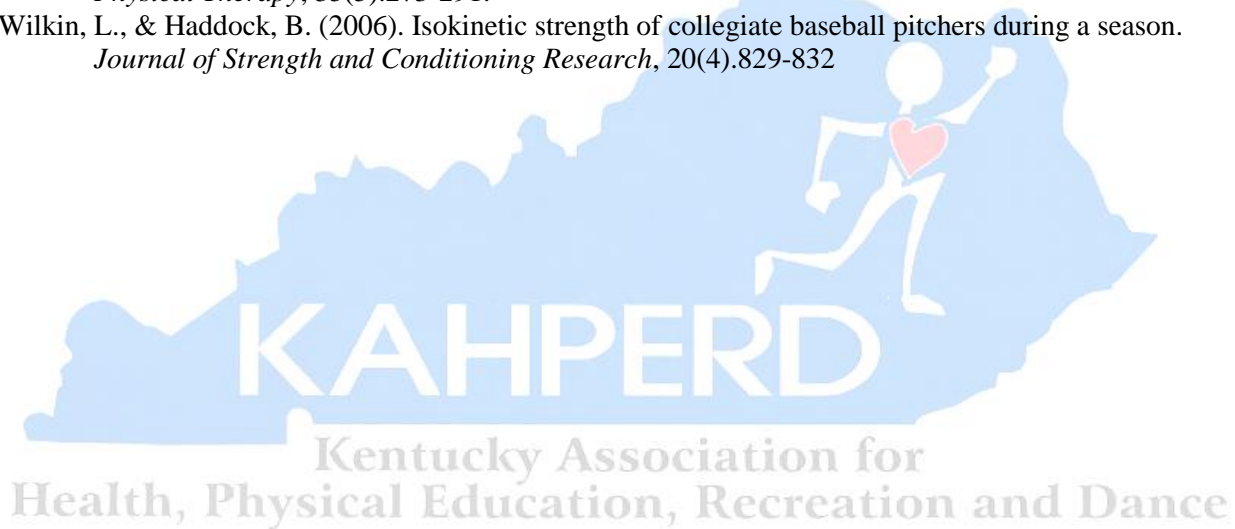 Wilkin, L., & Haddock, B. (2006). Isokinetic strength of collegiate baseball pitchers during a season.
Journal of Strength and Conditioning Research, 20(4).829-832
KAHPERD
Kentucky Association for
Health, Physical Education, Recreation and Dance